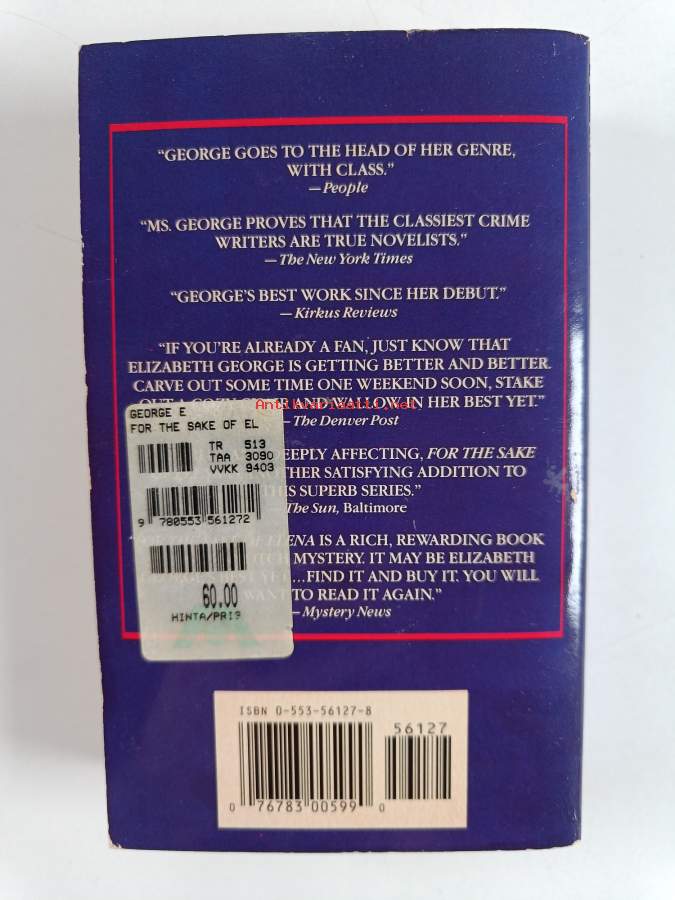 “GEORGE GOES TO THE HEAD OF HER GENRE,
WITH CLASS.”
—People
“MS. GEORGE PROVES THAT THE CLASSIEST CRIME
WRITERS ARE TRUE NOVELISTS.”
—The New York Times
“GEORGE'S BEST WORK SINCE HER DEBUT.”
—Kirkus Reviews
“IF YOU'RE ALREADY A FAN, JUST KNOW THAT
ELIZABETH GEORGE IS GETTING BETTER AND BETTER.
CARVE OUT SOME TIME ONE WEEKEND SOON, STAKE
OUT A AND WALLOW IN HER BEST YET.”
Antikvariaatti.net
—The Denver Post
DEEPLY AFFECTING, FOR THE SAKE
SATISFYING ADDITION TO
THIS SUPERB SERIES.”
—The Sun, Baltimore
ELENA IS A RICH, REWARDING BOOK
MYSTERY. IT MAY BE ELIZABETH
...FIND IT AND BUY IT. YOU WILL
WANT TO READ IT AGAIN.”
—Mystery News
GEORGE E
FOR THE SAKE OF EL
TR 513
TAA 3090
VVKK 9403
9 780553 561272
60.00
HINTA/PRIS
ISBN 0-553-56127-8
56127
0 76783 00599 0